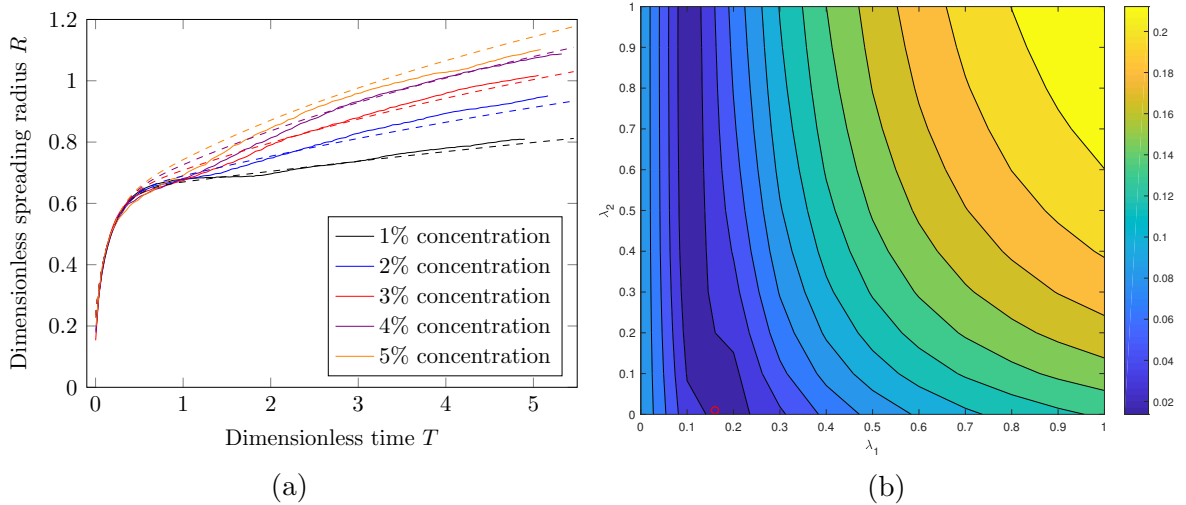 1.2
1
0.8
0.6
0.4
0.2
0
Dimensionless spreading radius R
1% concentration
2% concentration
3% concentration
4% concentration
5% concentration
0 1 2 3 4 5
Dimensionless time T
(a)
1
0.9
0.8
0.7
0.6
0.5
0.4
0.3
0.2
0.1
0
λ2
0 0.1 0.2 0.3 0.4 0.5 0.6 0.7 0.8 0.9 1
λ1
0.2
0.18
0.16
0.14
0.12
0.1
0.08
0.06
0.04
0.02
(b)